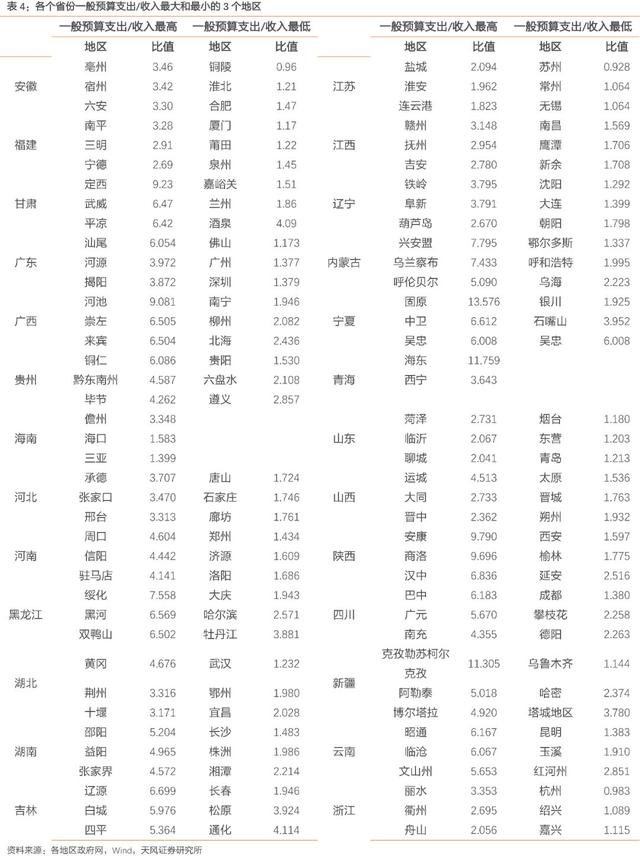 表 4：各个省份一般预算支出/收入最大和最小的 3 个地区
一般预算支出/收入最高 一般预算支出/收入最低 一般预算支出/收入最高 一般预算支出/收入最低
地区 比值 地区 比值 地区 比值 地区 比值
亳州 3.46 铜陵 0.96 盐城 2.094 苏州 0.928
安徽 宿州 3.42 淮北 1.21 江苏 淮安 1.962 常州 1.064
六安 3.30 合肥 1.47 连云港 1.823 无锡 1.064
南平 3.28 厦门 1.17 赣州 3.148 南昌 1.569
福建 三明 2.91 莆田 1.22 江西 抚州 2.954 鹰潭 1.706
宁德 2.69 泉州 1.45 吉安 2.780 新余 1.708
定西 9.23 嘉峪关 1.51 铁岭 3.795 沈阳 1.292
甘肃 武威 6.47 兰州 1.86 辽宁 阜新 3.791 大连 1.399
平凉 6.42 酒泉 4.09 葫芦岛 2.670 朝阳 1.798
汕尾 6.054 佛山 1.173 兴安盟 7.795 鄂尔多斯 1.337
广东 河源 3.972 广州 1.377 内蒙古 乌兰察布 7.433 呼和浩特 1.995
揭阳 3.872 深圳 1.379 呼伦贝尔 5.090 乌海 2.223
河池 9.081 南宁 1.946 固原 13.576 银川 1.925
广西 崇左 6.505 柳州 2.082 宁夏 中卫 6.612 石嘴山 3.952
来宾 6.504 北海 2.436 吴忠 6.008 吴忠 6.008
铜仁 6.086 贵阳 1.530 海东 11.759
贵州 黔东南州 4.587 六盘水 2.108 青海 西宁 3.643
毕节 4.262 遵义 2.857
儋州 3.348 菏泽 2.731 烟台 1.180
海南 海口 1.583 山东 临沂 2.067 东营 1.203
三亚 1.399 聊城 2.041 青岛 1.213
承德 3.707 唐山 1.724 运城 4.513 太原 1.536
河北 张家口 3.470 石家庄 1.746 山西 大同 2.733 晋城 1.763
邢台 3.313 廊坊 1.761 晋中 2.362 朔州 1.932
周口 4.604 郑州 1.434 安康 9.790 西安 1.597
河南 信阳 4.442 济源 1.609 陕西 商洛 9.696 榆林 1.775
驻马店 4.141 洛阳 1.686 汉中 6.836 延安 2.516
绥化 7.558 大庆 1.943 巴中 6.183 成都 1.380
黑龙江 黑河 6.569 哈尔滨 2.571 四川 广元 5.670 攀枝花 2.258
双鸭山 6.502 牡丹江 3.881 南充 4.355 德阳 2.263
黄冈 4.676 武汉 1.232 克孜勒苏柯尔
克孜 11.305 乌鲁木齐 1.144
湖北 荆州 3.316 鄂州 1.980 新疆 阿勒泰 5.018 哈密 2.374
十堰 3.171 宜昌 2.028 博尔塔拉 4.920 塔城地区 3.780
邵阳 5.204 长沙 1.483 昭通 6.167 昆明 1.383
湖南 益阳 4.965 株洲 1.986 云南 临沧 6.067 玉溪 1.910
张家界 4.572 湘潭 2.214 文山州 5.653 红河州 2.851
辽源 6.699 长春 1.946 丽水 3.353 杭州 0.983
吉林 白城 5.976 松原 3.924 浙江 衢州 2.695 绍兴 1.089
四平 5.364 通化 4.114 舟山 2.056 嘉兴 1.115
资料来源：各地区政府网，Wind，天风证券研究所